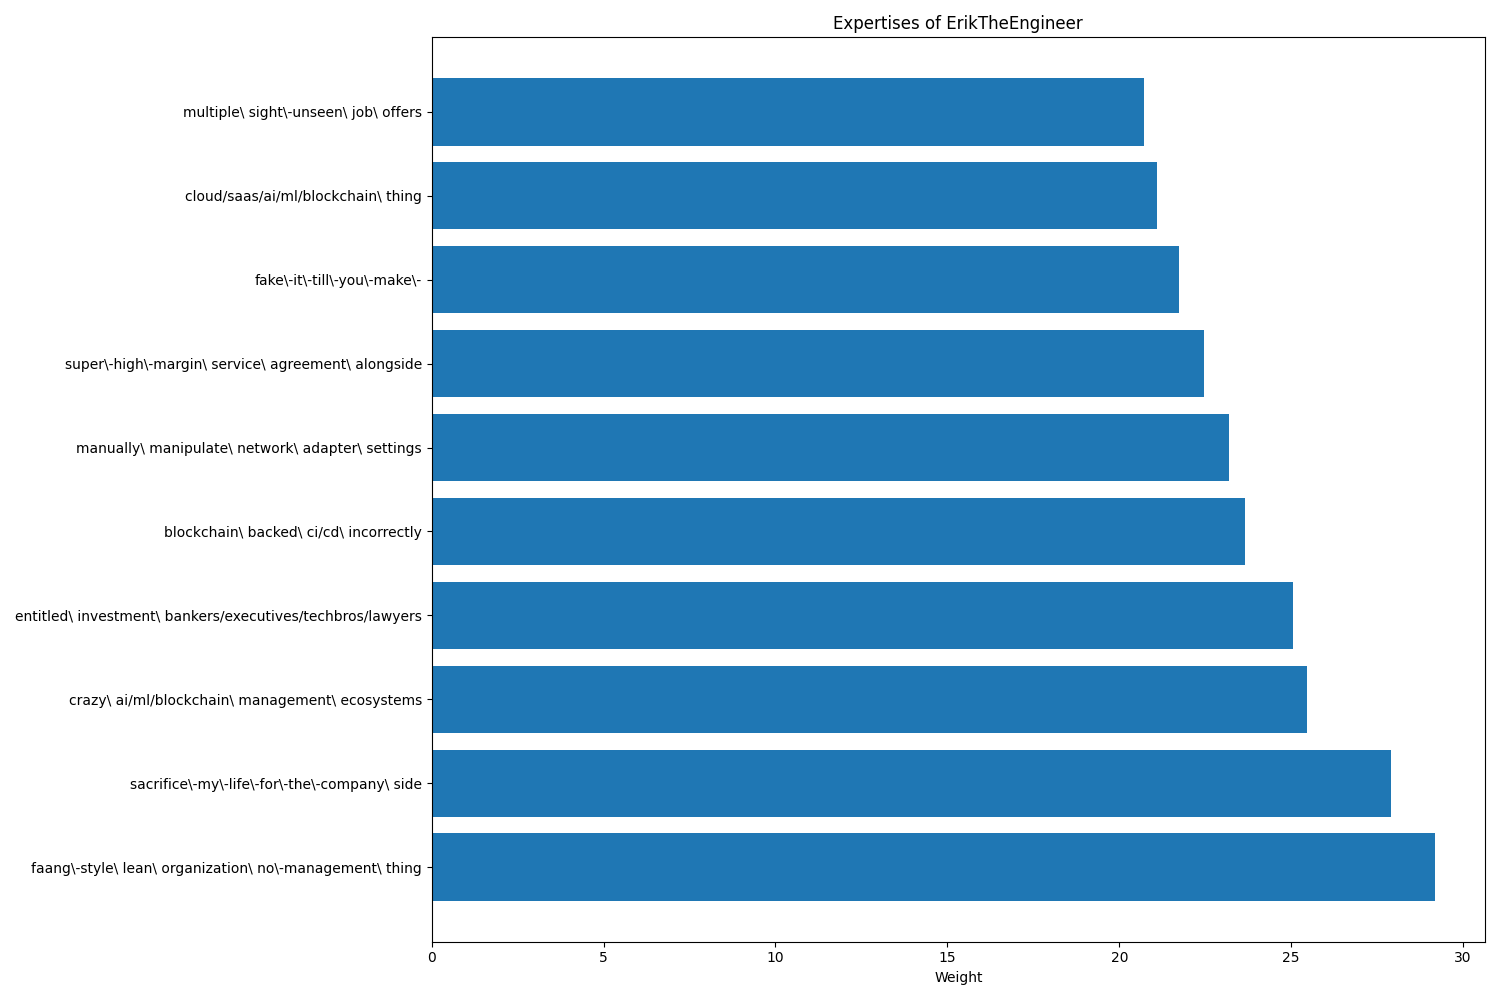 Expertises of ErikTheEngineer
multiple\ sight\-unseen\ job\ offers
cloud/saas/ai/ml/blockchain\ thing
fake\-it\-till\-you\-make\-
super\-high\-margin\ service\ agreement\ alongside
manually\ manipulate\ network\ adapter\ settings
blockchain\ backed\ ci/cd\ incorrectly
entitled\ investment\ bankers/executives/techbros/lawyers
crazy\ ai/ml/blockchain\ management\ ecosystems
sacrifice\-my\-life\-for\-the\-company\ side
faang\-style\ lean\ organization\ no\-management\ thing
0 5 10 15 20 25 30
Weight